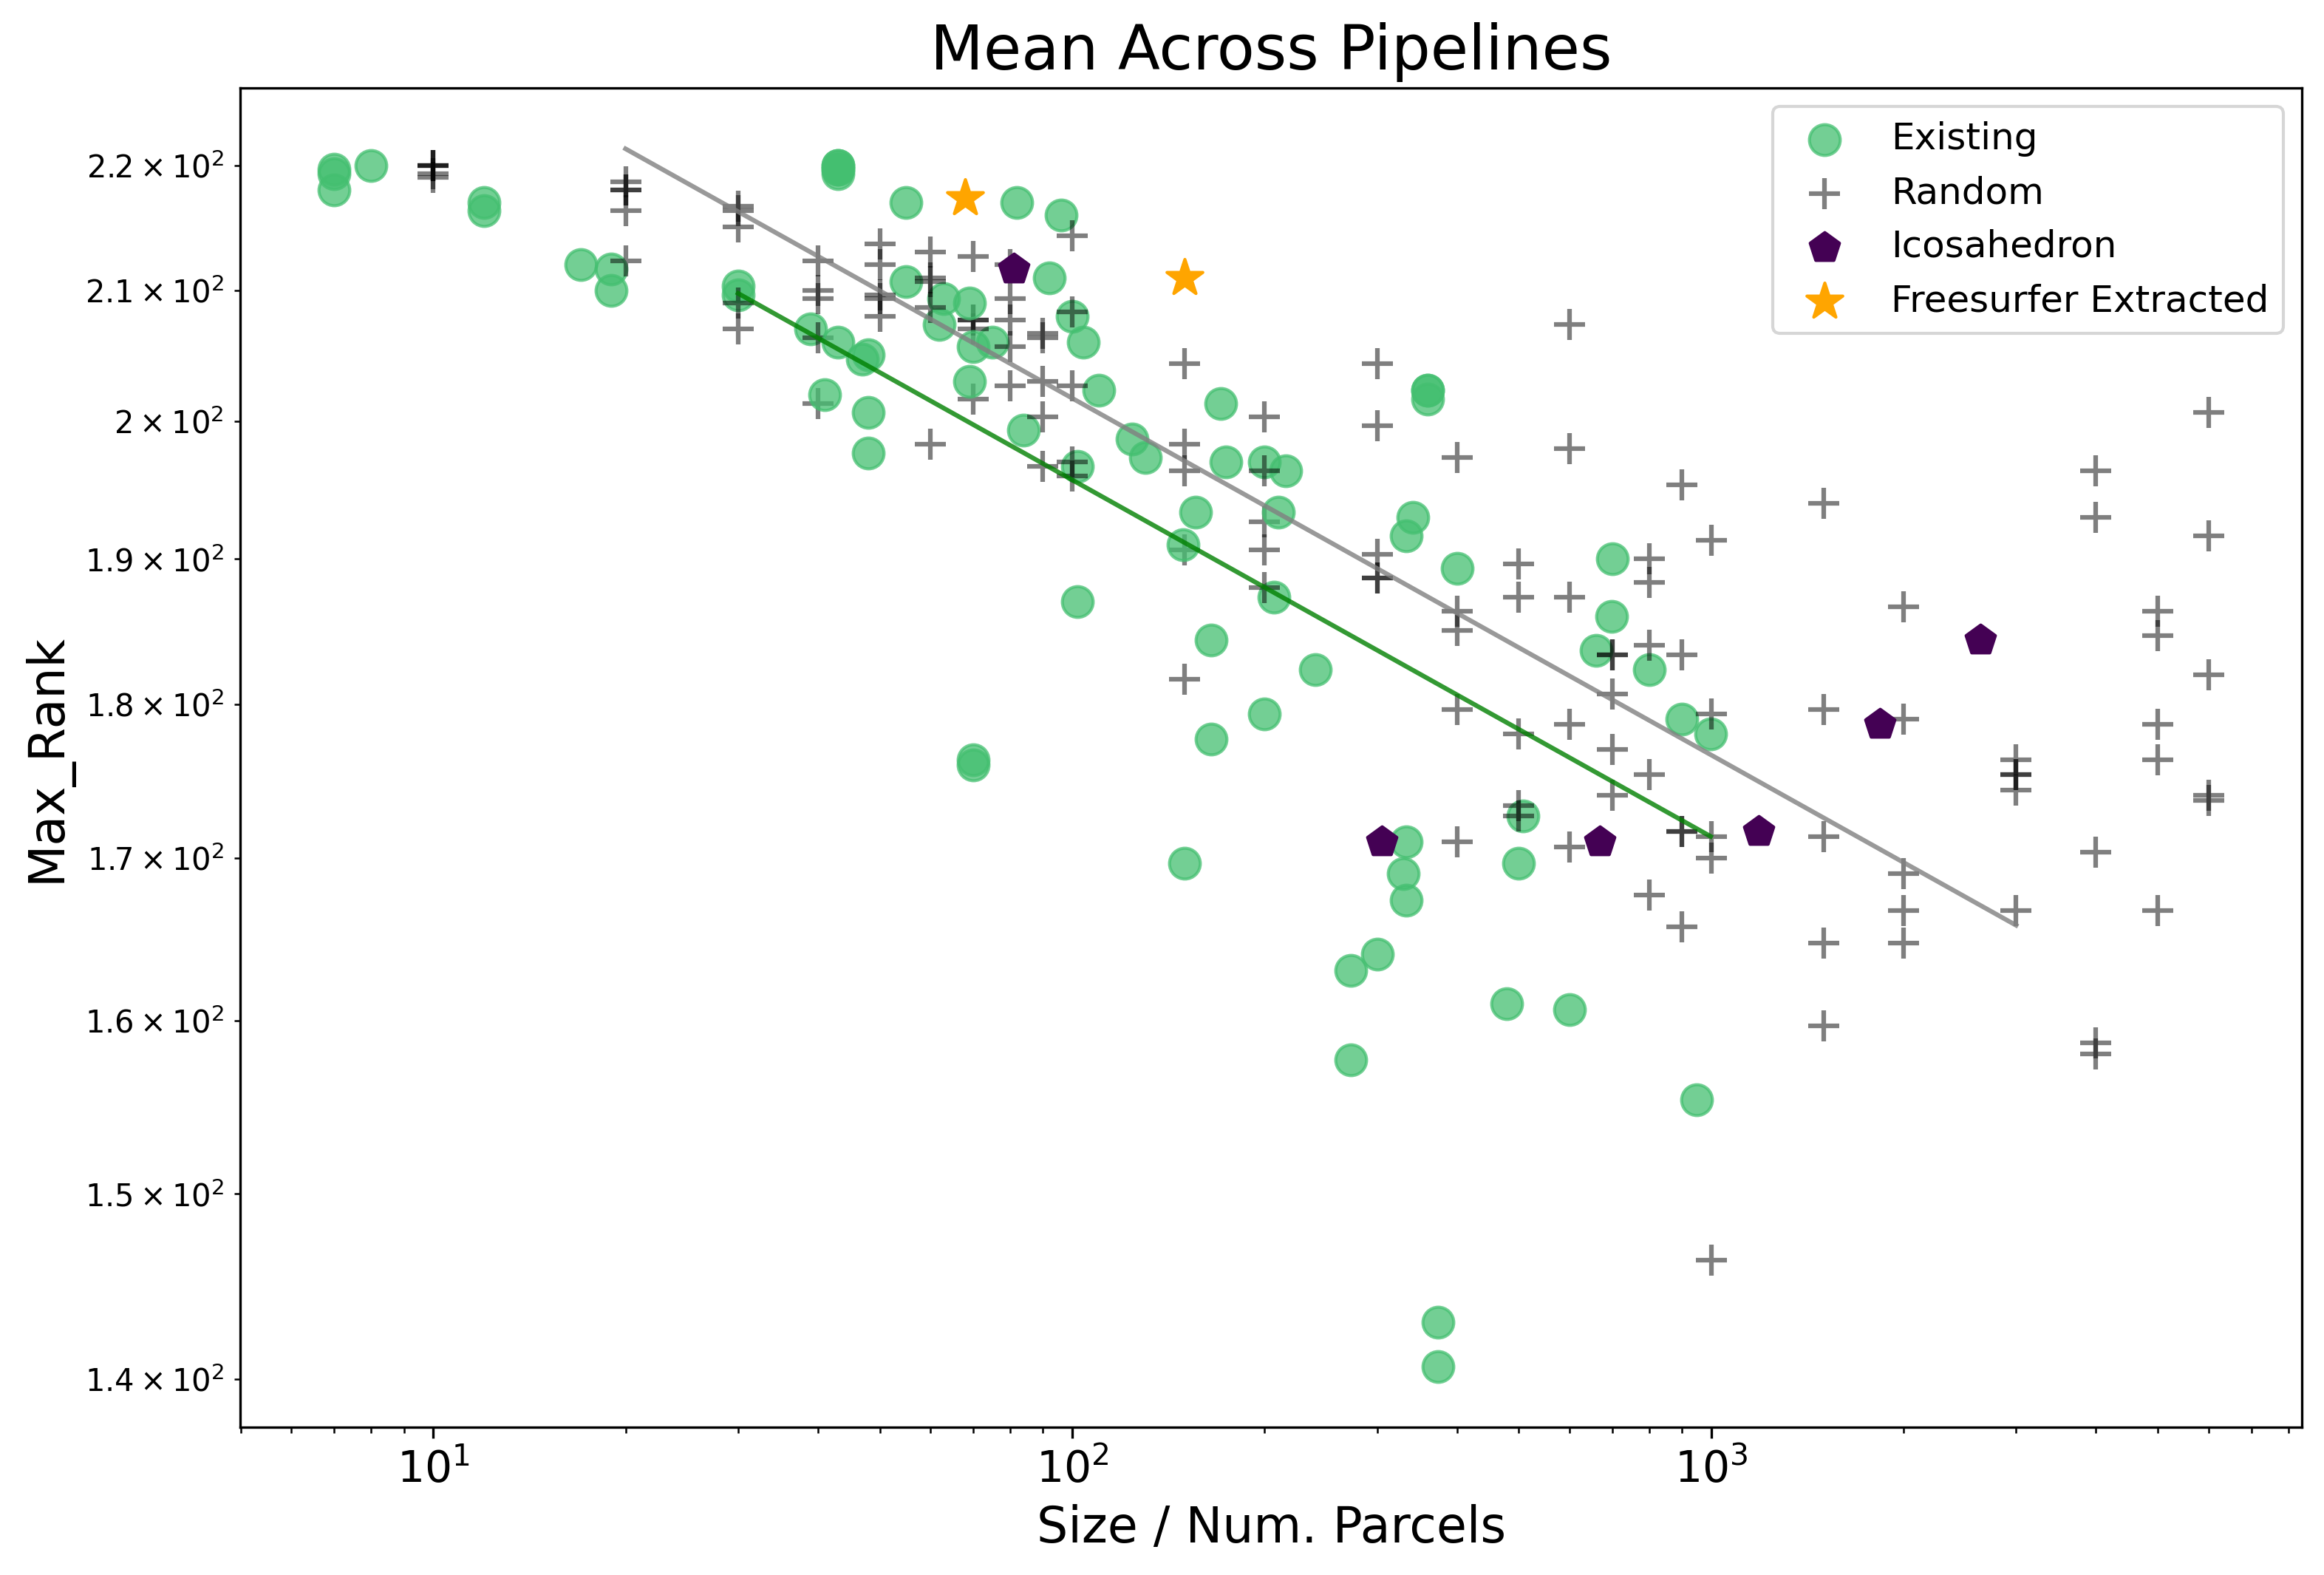 Mean Across Pipelines
Existing
Random
Icosahedron
Freesurfer Extracted
Max_Rank
2.2 × 10²
2.1 × 10²
2 × 10²
1.9 × 10²
1.8 × 10²
1.7 × 10²
1.6 × 10²
1.5 × 10²
1.4 × 10²
10¹ 10² 10³
Size / Num. Parcels